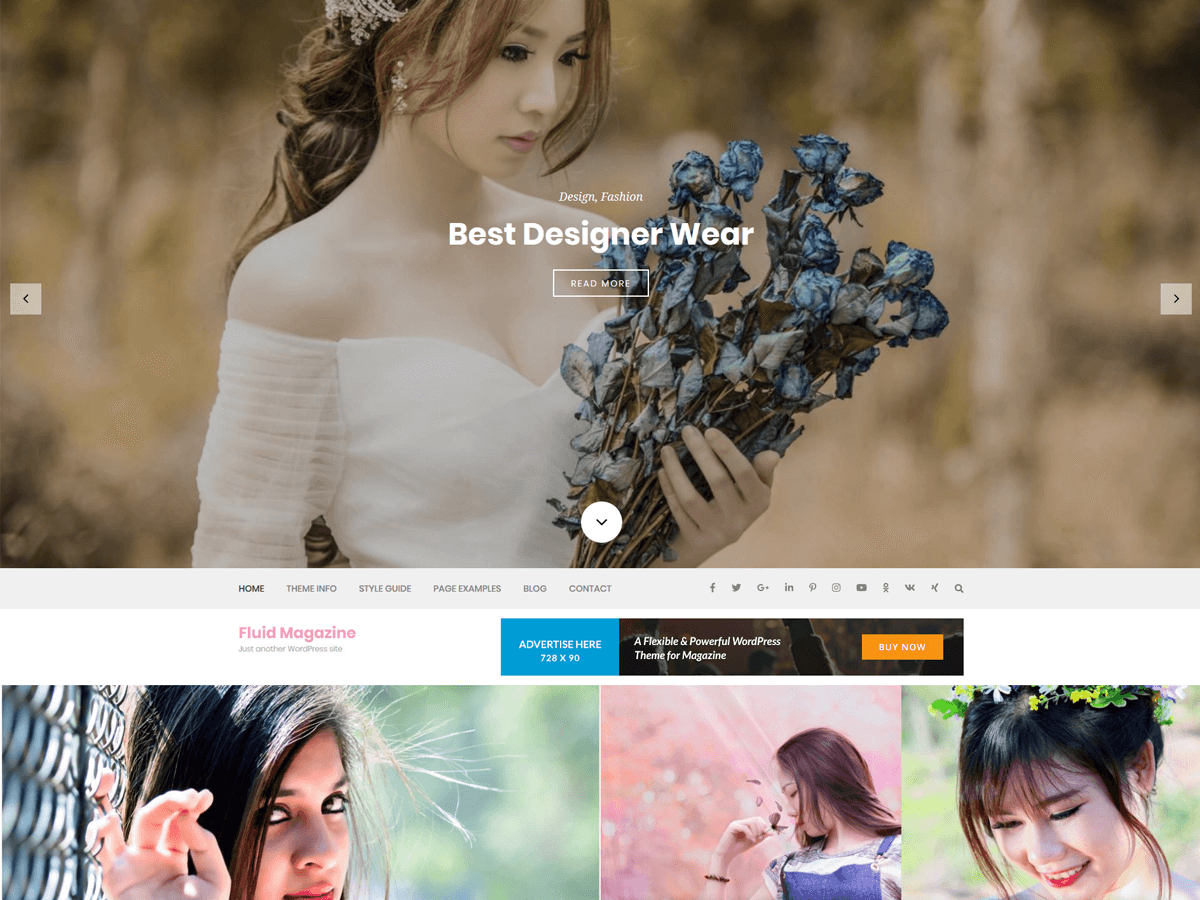 Design, Fashion
Best Designer Wear
READ MORE
HOME THEME INFO STYLE GUIDE PAGE EXAMPLES BLOG CONTACT
Fluid Magazine
Just another WordPress site
ADVERTISE HERE
728 X 90
A Flexible & Powerful WordPress
Theme for Magazine
BUY NOW